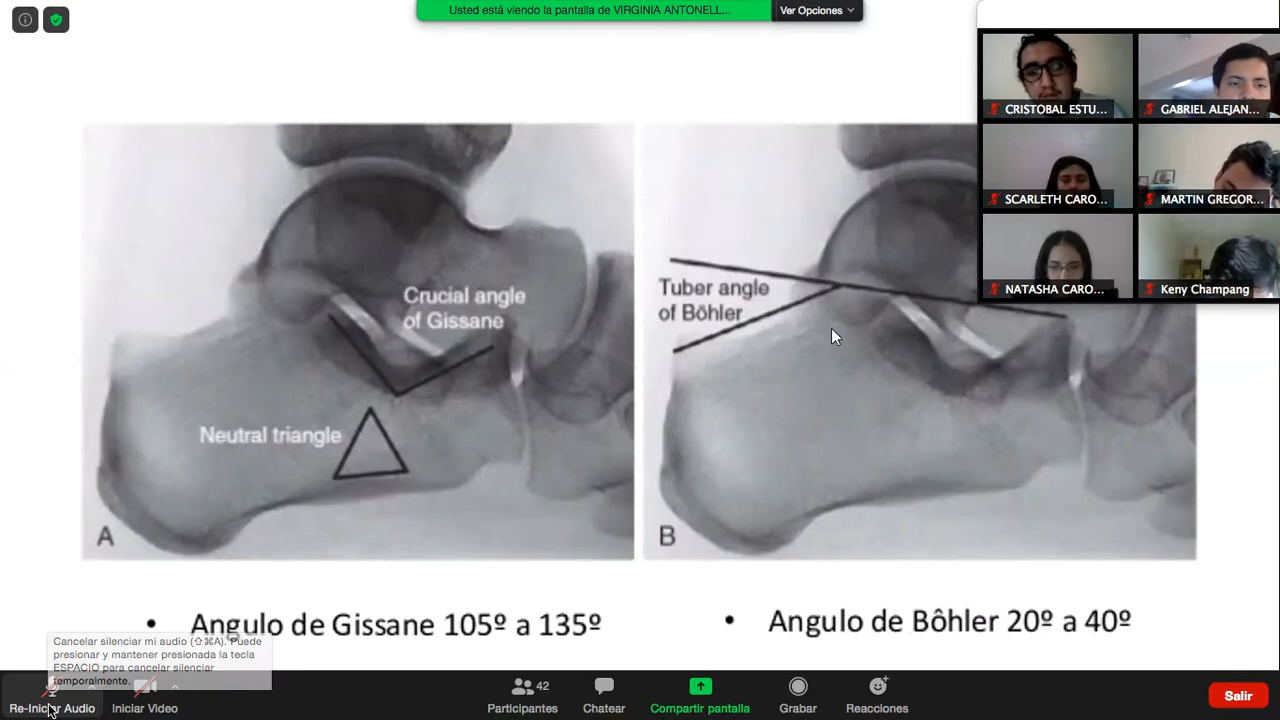 Usted está viendo la pantalla de VIRGINIA ANTONELL...
Ver Opciones
CRISTOBAL ESTU...
GABRIEL ALEJAN...
SCARLETH CARO...
MARTIN GREGOR...
NATASHA CARO...
Keny Champang
Crucial angle
of Gissane
Neutral triangle
A
Tuber angle
of Böhler
B
• Angulo de Gissane 105º a 135º
• Angulo de Bôhler 20º a 40º
Cancelar silenciar mi audio (⇧⌘A). Puede
presionar y mantener presionada la tecla
ESPACIO para cancelar silenciar
temporalmente.
Re-Iniciar Audio
Iniciar Video
42
Participantes
Chatear
Compartir pantalla
Grabar
Reacciones
Salir